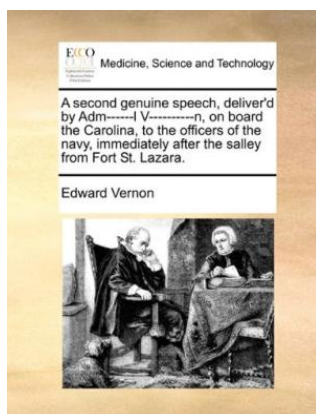 ECCO
Medicine, Science and Technology
A second genuine speech, deliver'd
by Adm------l V----------n, on board
the Carolina, to the officers of the
navy, immediately after the salley
from Fort St. Lazara.
Edward Vernon